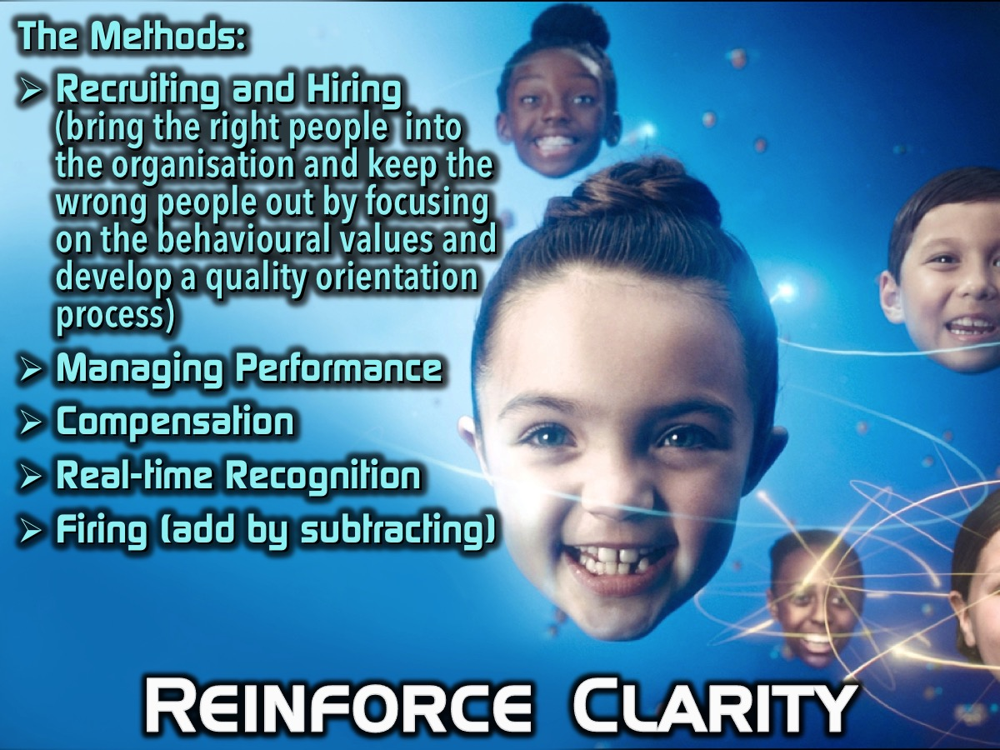 The Methods:
➢ Recruiting and Hiring
(bring the right people into
the organisation and keep the
wrong people out by focusing
on the behavioural values and
develop a quality orientation
process)
➢ Managing Performance
➢ Compensation
➢ Real-time Recognition
➢ Firing (add by subtracting)
REINFORCE CLARITY